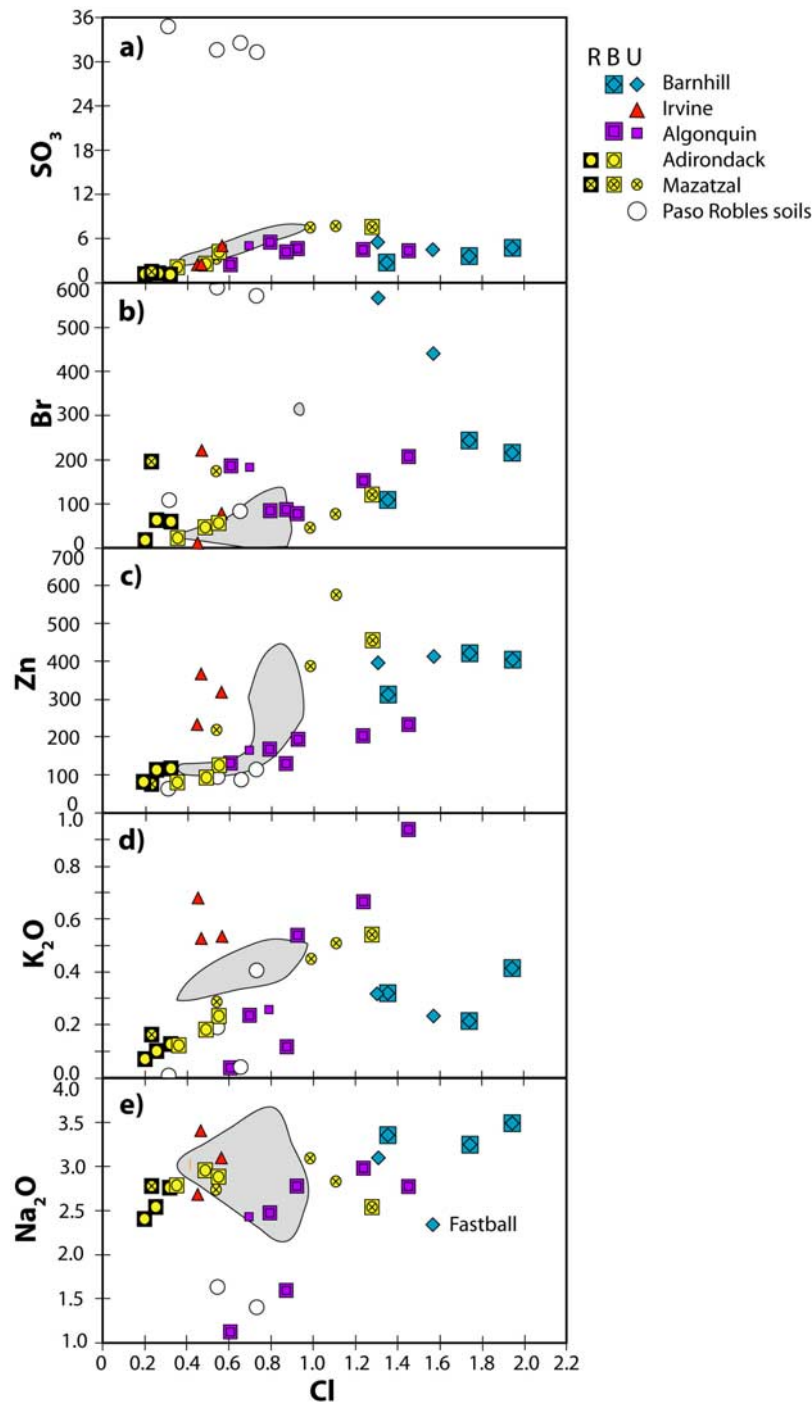 a)
SO3
36
30
24
18
12
6
0
R B U
Barnhill
Irvine
Algonquin
Adirondack
Mazatzal
Paso Robles soils
b)
Br
600
500
400
300
200
100
0
c)
Zn
700
600
500
400
300
200
100
0
d)
K2O
1.0
0.8
0.6
0.4
0.2
0.0
e)
Na2O
4.0
3.5
3.0
2.5
2.0
1.5
1.0
Fastball
0 0.2 0.4 0.6 0.8 1.0 1.2 1.4 1.6 1.8 2.0 2.2
Cl